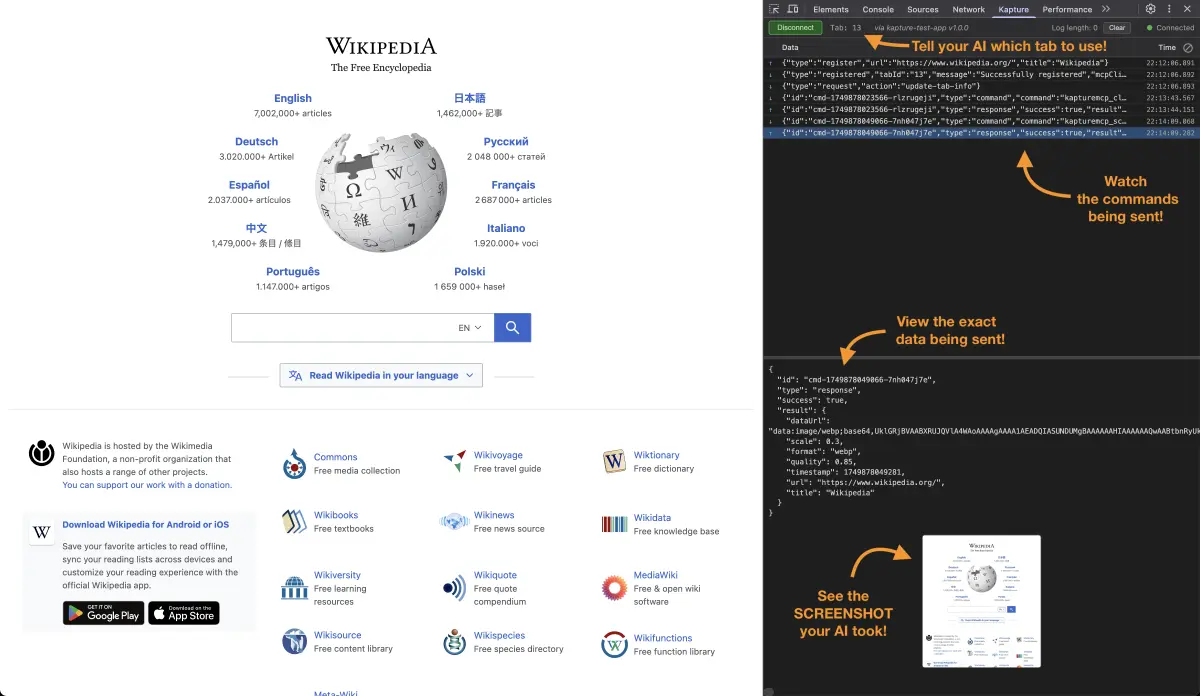 WIKIPEDIA
The Free Encyclopedia
English
7,002,000+ articles
日本語
1,462,000+ 記事
Deutsch
3.020.000+ Artikel
Русский
2 048 000+ статей
Español
2.037.000+ artículos
Français
2 687 000+ articles
中文
1,479,000+ 条目 / 條目
Italiano
1.920.000+ voci
Português
1.147.000+ artigos
Polski
1 659 000+ haseł
EN
Read Wikipedia in your language
Wikipedia is hosted by the Wikimedia
Foundation, a non-profit organization that
also hosts a range of other projects.
You can support our work with a donation.
W
Download Wikipedia for Android or iOS
Save your favorite articles to read offline,
sync your reading lists across devices and
customize your reading experience with the
official Wikipedia app.
GET IT ON
Google Play
Download on the
App Store
Commons
Free media collection
Wikivoyage
Free travel guide
Wiktionary
Free dictionary
Wikibooks
Free textbooks
Wikinews
Free news source
Wikidata
Free knowledge base
Wikiversity
Free learning
resources
Wikiquote
Free quote
compendium
MediaWiki
Free & open wiki
software
Wikisource
Free content library
Wikispecies
Free species directory
Wikifunctions
Free function library
Meta-Wiki
Elements Console Sources Network Kapture Performance
Disconnect Tab: 13 via kapture-test-app v1.0.0 Log length: 0 Clear Connected
Tell your AI which tab to use!
Data Time
{"type":"register","url":"https://www.wikipedia.org/","title":"Wikipedia"} 22:12:06.891
{"type":"registered","tabId":"13","message":"Successfully registered","mcpCli… 22:12:06.892
{"type":"request","action":"update-tab-info"} 22:12:06.893
{"id":"cmd-1749878023566-rlzrugeji","type":"command","command":"kapturemcp_cl… 22:13:43.567
{"id":"cmd-1749878023566-rlzrugeji","type":"response","success":true,"result"… 22:13:44.151
{"id":"cmd-1749878049066-7nh047j7e","type":"command","command":"kapturemcp_sc… 22:14:09.068
{"id":"cmd-1749878049066-7nh047j7e","type":"response","success":true,"result"… 22:14:09.282
Watch
the commands
being sent!
View the exact
data being sent!
{
"id": "cmd-1749878049066-7nh047j7e",
"type": "response",
"success": true,
"result": {
"dataUrl":
"scale": 0.3,
"format": "webp",
"quality": 0.85,
"timestamp": 1749878049281,
"url": "https://www.wikipedia.org/",
"title": "Wikipedia"
}
}
See the
SCREENSHOT
your AI took!